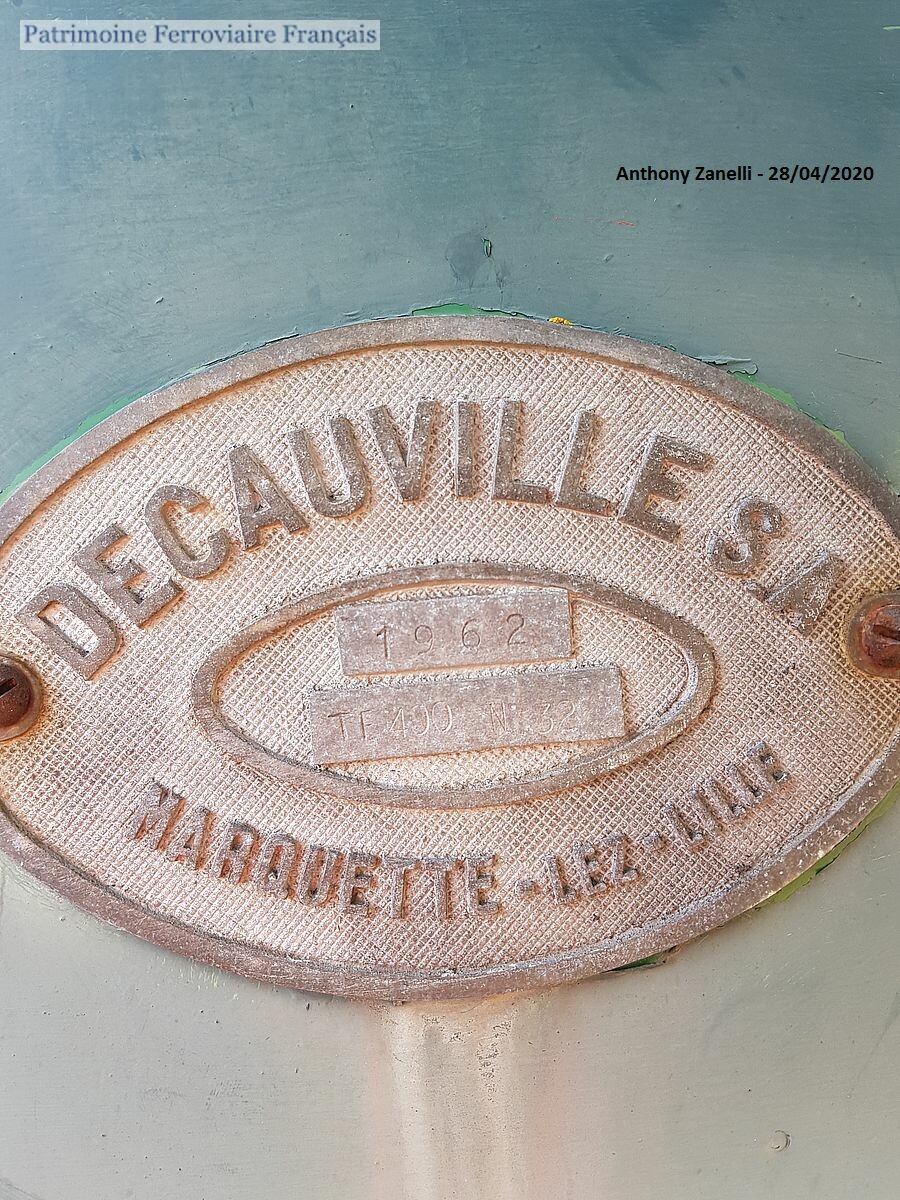 Patrimoine Ferroviaire Français
Anthony Zanelli - 28/04/2020
DECAUVILLE S.A
1962
TF 400 N. 32
MARQUETTE - LEZ - LILLE